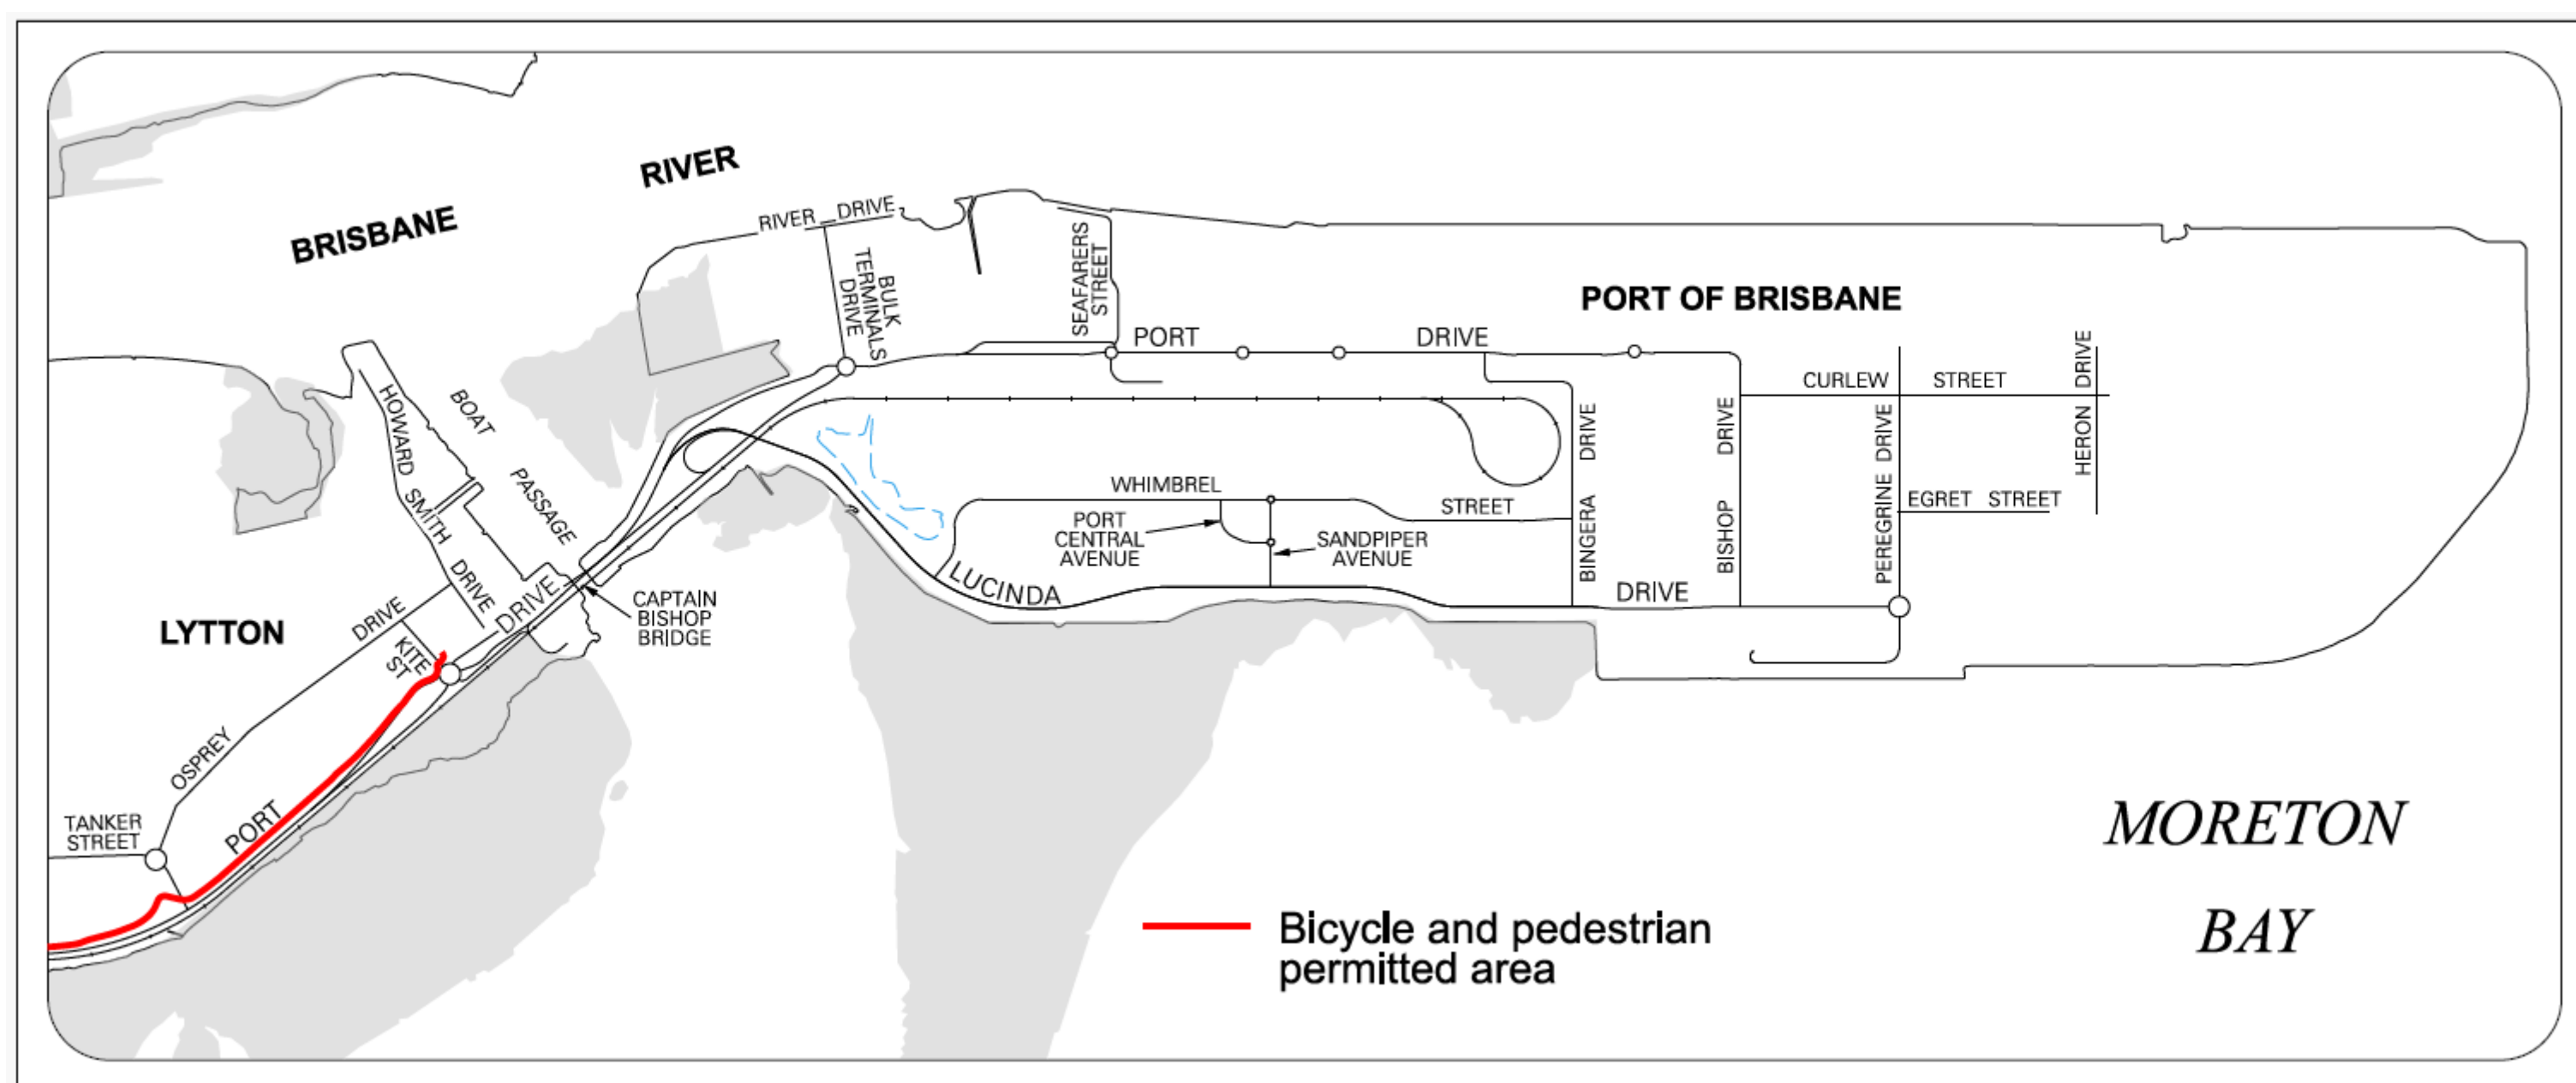 BRISBANE
RIVER
RIVER DRIVE
BULK
TERMINALS
DRIVE
SEAFARERS
STREET
PORT DRIVE
PORT OF BRISBANE
CURLEW STREET
HERON DRIVE
PEREGRINE DRIVE
EGRET STREET
BINGERA DRIVE
BISHOP DRIVE
WHIMBREL STREET
PORT
CENTRAL
AVENUE
SANDPIPER
AVENUE
LUCINDA DRIVE
BOAT PASSAGE
HOWARD SMITH DRIVE
CAPTAIN
BISHOP
BRIDGE
LYTTON
OSPREY DRIVE
KITE
ST
PORT DRIVE
TANKER
STREET
Bicycle and pedestrian
permitted area
MORETON
BAY